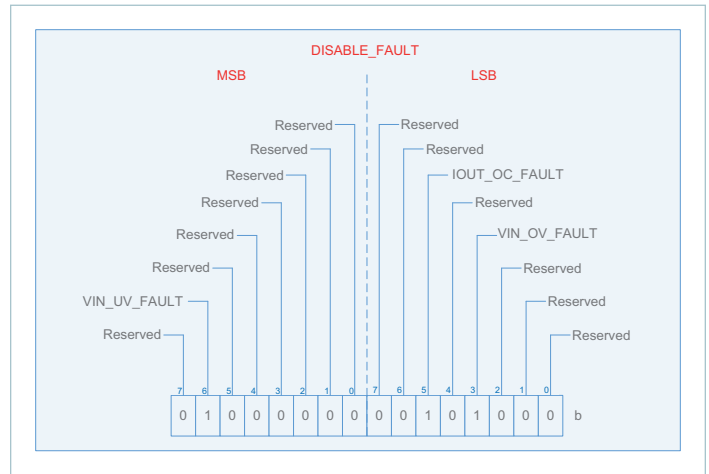 DISABLE_FAULT
MSB LSB
Reserved Reserved
Reserved Reserved
Reserved IOUT_OC_FAULT
Reserved Reserved
Reserved VIN_OV_FAULT
Reserved Reserved
VIN_UV_FAULT Reserved
Reserved Reserved
7 6 5 4 3 2 1 0 7 6 5 4 3 2 1 0
0 1 0 0 0 0 0 0 0 0 1 0 1 0 0 0 b